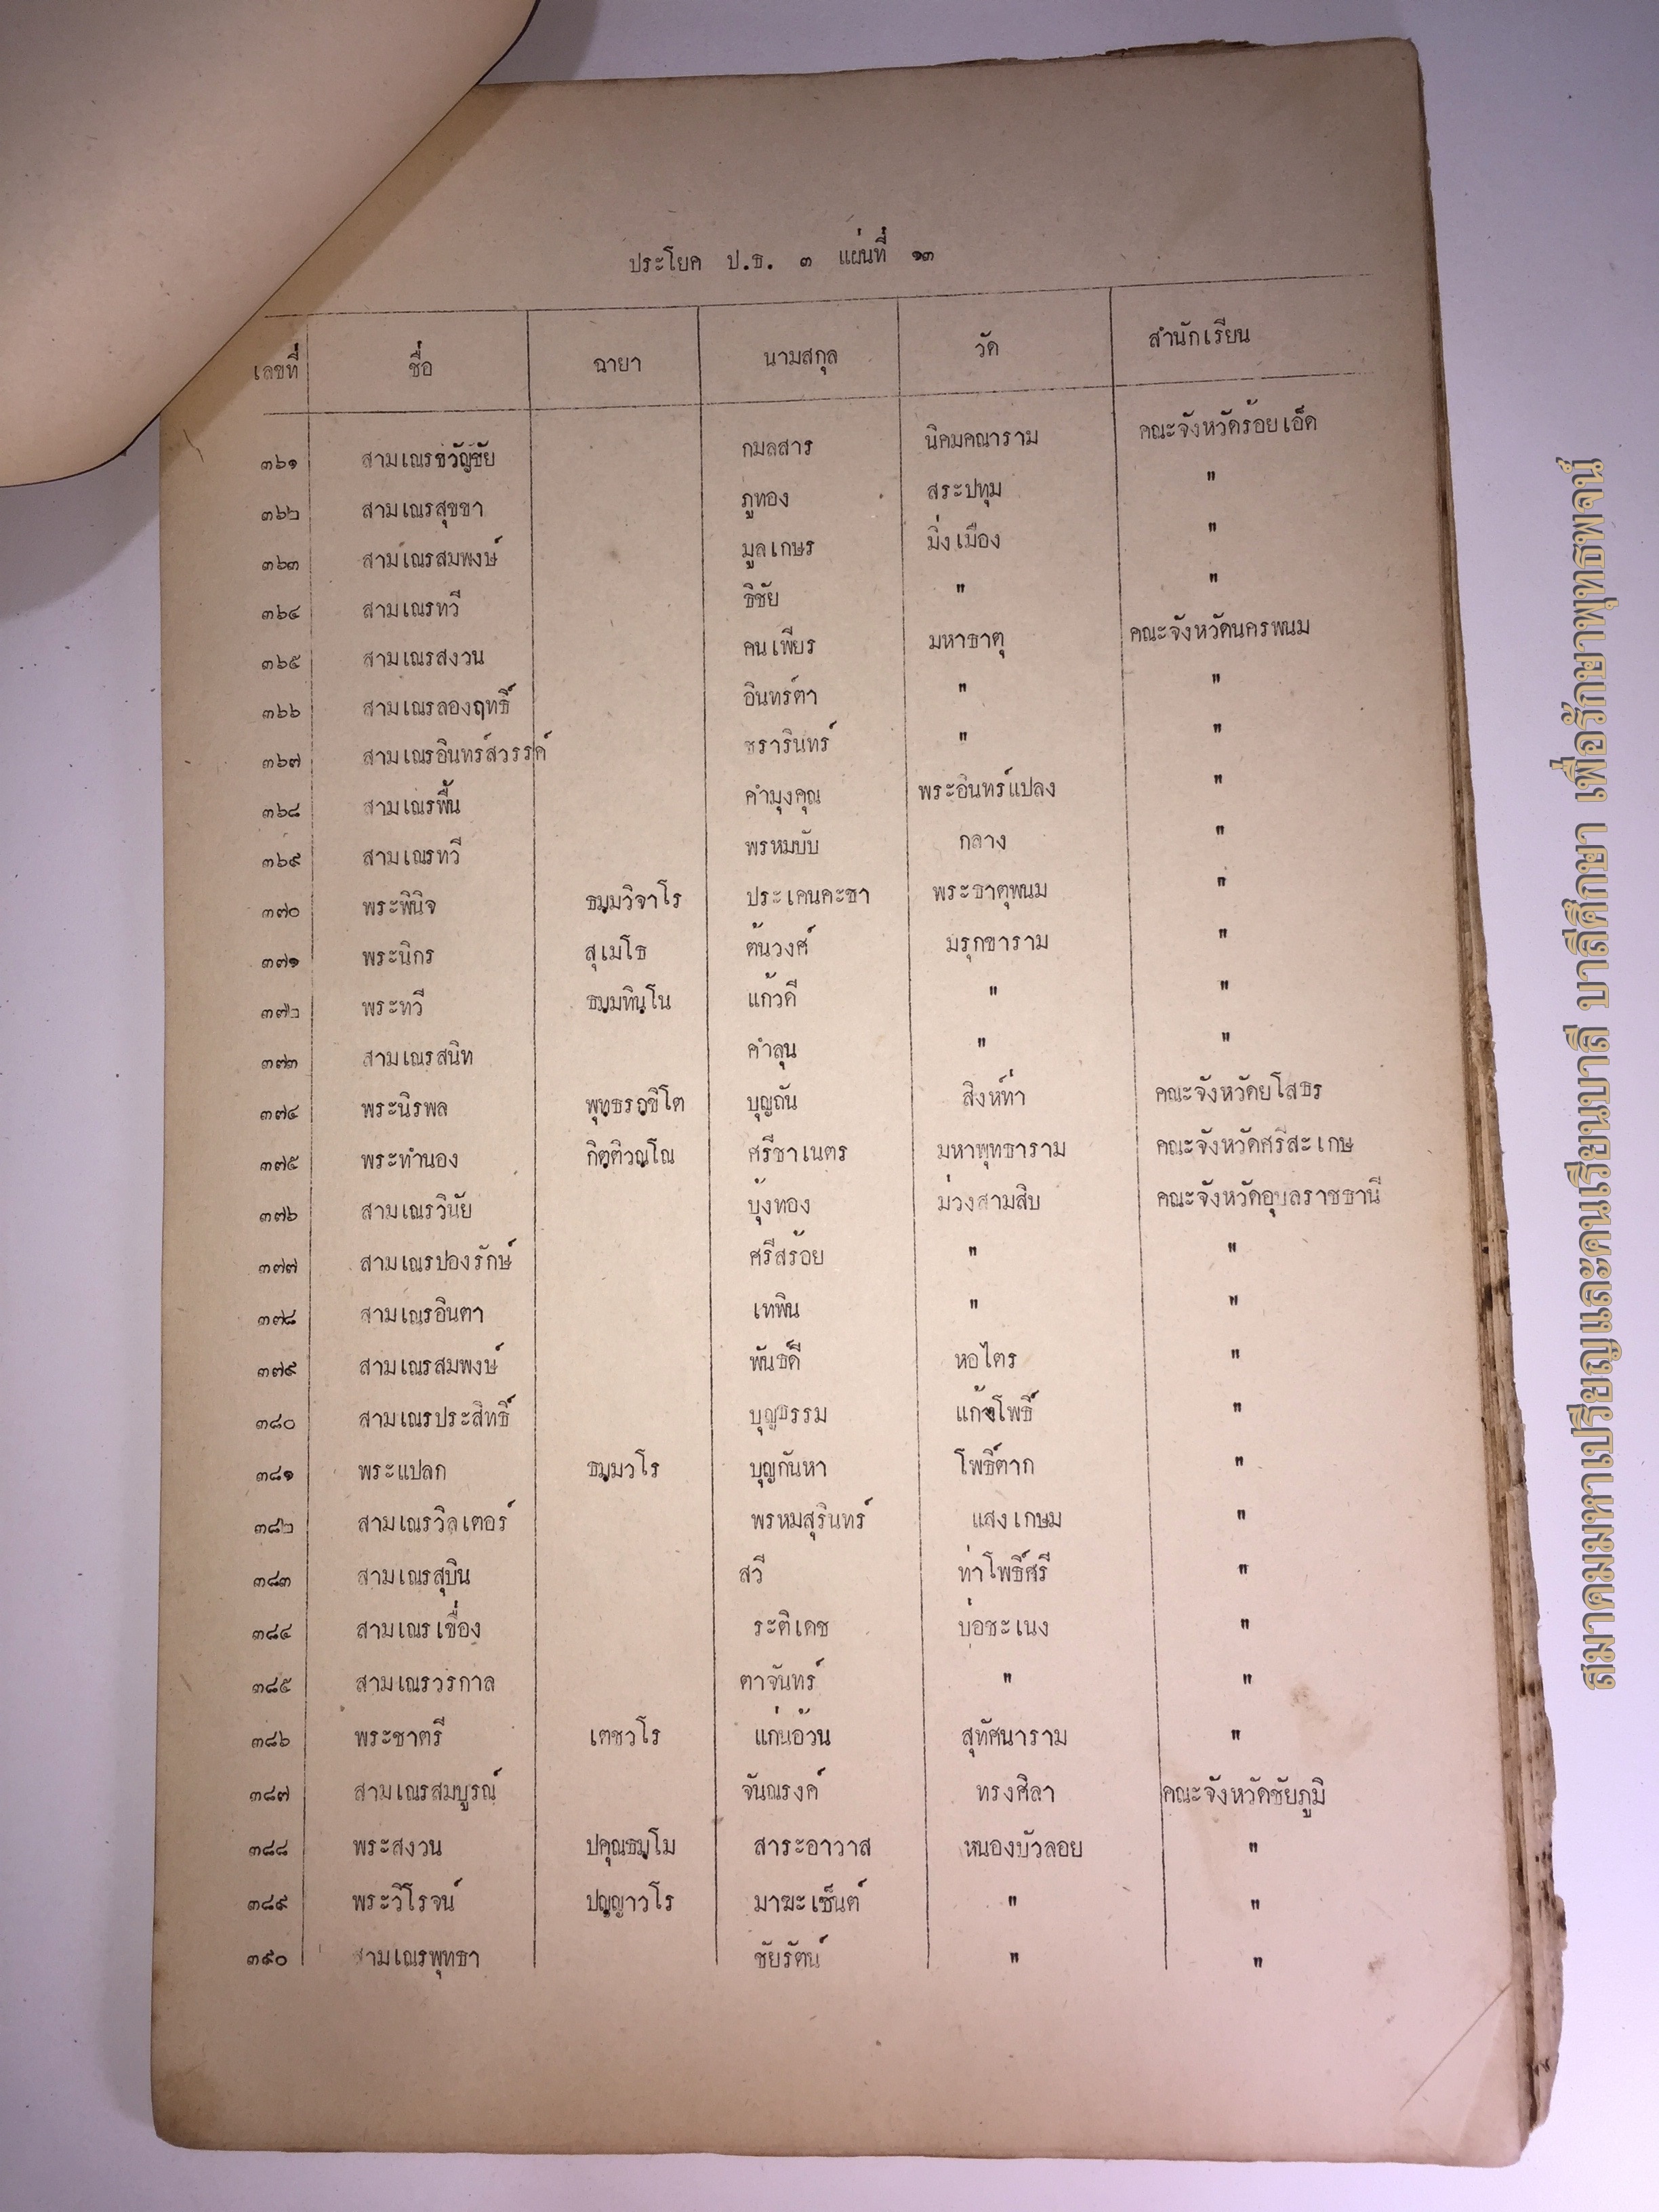 ประโยค ป.ธ. ๓ แผ่นที่ ๑๓
เลขที่ ชื่อ ฉายา นามสกุล วัด สำนักเรียน
๓๖๑ สามเณรขวัญชัย กมลสาร นิคมคณาราม คณะจังหวัดร้อยเอ็ด
๓๖๒ สามเณรสุขขา ภูทอง สระปทุม "
๓๖๓ สามเณรสมพงษ์ มูลเกษร มิ่งเมือง "
๓๖๔ สามเณรทวี ธิชัย " "
๓๖๕ สามเณรสงวน คนเพียร มหาธาตุ คณะจังหวัดนครพนม
๓๖๖ สามเณรลองฤทธิ์ อินทร์ตา " "
๓๖๗ สามเณรอินทร์สวรรค์ ชรารินทร์ " "
๓๖๘ สามเณรพื้น คำมุงคุณ พระอินทร์แปลง "
๓๖๙ สามเณรทวี พรหมบับ กลาง "
๓๗๐ พระพินิจ ธมฺมวิจาโร ประเคนคะชา พระธาตุพนม "
๓๗๑ พระนิกร สุเมโธ ต้นวงศ์ มรุกขาราม "
๓๗๒ พระทวี ธมฺมทินฺโน แก้วดี " "
๓๗๓ สามเณรสนิท คำลุน " "
๓๗๔ พระนิรพล พุทฺธรกฺขิโต บุญถัน สิงห์ท่า คณะจังหวัดยโสธร
๓๗๕ พระทำนอง กิตฺติวณฺโณ ศรีชาเนตร มหาพุทธาราม คณะจังหวัดศรีสะเกษ
๓๗๖ สามเณรวินัย บุ้งทอง ม่วงสามสิบ คณะจังหวัดอุบลราชธานี
๓๗๗ สามเณรปองรักษ์ ศรีสร้อย " "
๓๗๘ สามเณรอินตา เทพิน " "
๓๗๙ สามเณรสมพงษ์ พันธ์ดี หอไตร "
๓๘๐ สามเณรประสิทธิ์ บุญธรรม แก้งโพธิ์ "
๓๘๑ พระแปลก ธมฺมวโร บุญกันหา โพธิ์ตาก "
๓๘๒ สามเณรวิลเตอร์ พรหมสุรินทร์ แสงเกษม "
๓๘๓ สามเณรสุบิน สวี ท่าโพธิ์ศรี "
๓๘๔ สามเณรเขื่อง ระติเดช บ่อชะเนง "
๓๘๕ สามเณรวรกาล ตาจันทร์ " "
๓๘๖ พระชาตรี เตชวโร แก่นอ้วน สุทัศนาราม "
๓๘๗ สามเณรสมบูรณ์ จันณรงค์ ทรงศิลา คณะจังหวัดชัยภูมิ
๓๘๘ พระสงวน ปคุณธมฺโม สาระอาวาส หนองบัวลอย "
๓๘๙ พระวิโรจน์ ปญฺญาวโร มาฆะเซ็นต์ " "
๓๙๐ สามเณรพุทธา ชัยรัตน์ " "
สมาคมมหาเปรียญและคนเรียนบาลี บาลีศึกษา เพื่อรักษาพุทธพจน์